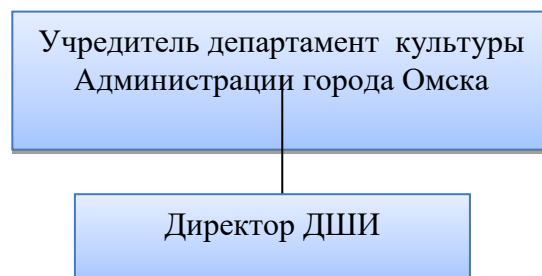 Учредитель департамент культуры
Администрации города Омска
Директор ДШИ